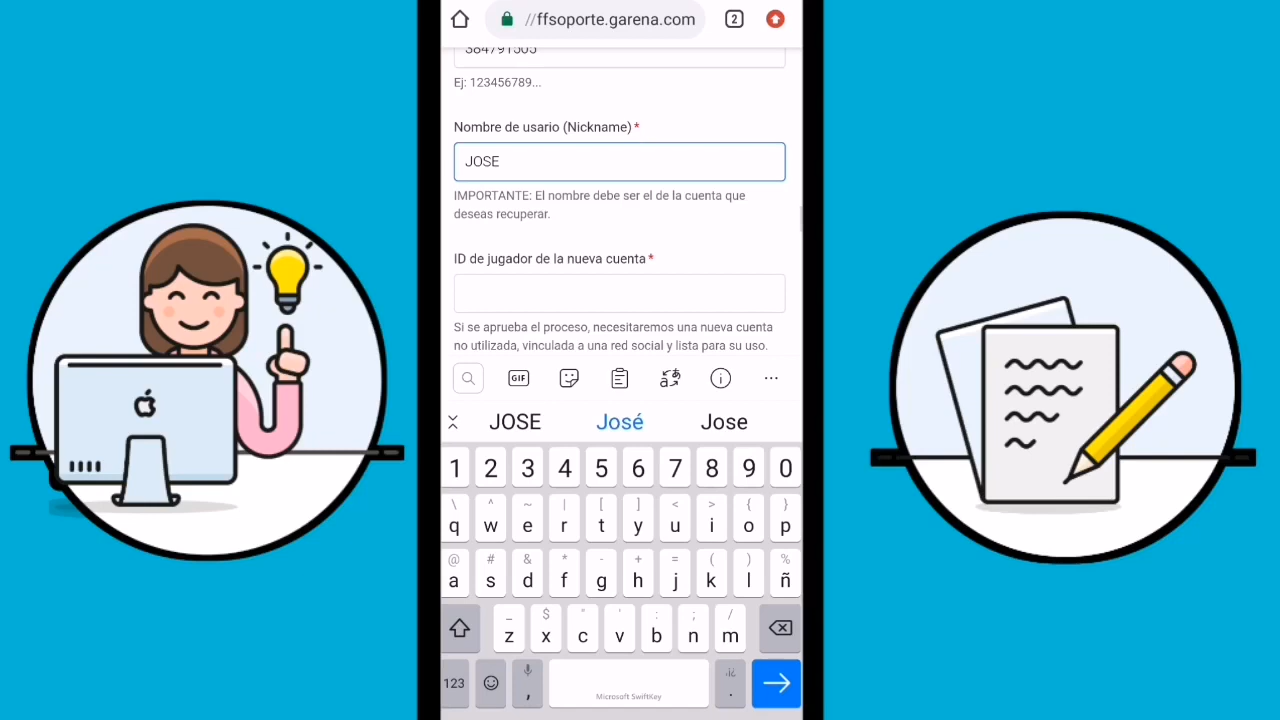 //ffsoporte.garena.com 2
384791505
Ej: 123456789...
Nombre de usario (Nickname) *
JOSE
IMPORTANTE: El nombre debe ser el de la cuenta que
deseas recuperar.
ID de jugador de la nueva cuenta *
Si se aprueba el proceso, necesitaremos una nueva cuenta
no utilizada, vinculada a una red social y lista para su uso.
GIF
JOSE José Jose
1 2 3 4 5 6 7 8 9 0
\ ^ ~ | [ ] < > { }
q w e r t y u i o p
@ # & * - + = ( ) %
a s d f g h j k l ñ
_ $ " ' : ; /
z x c v b n m
123 , .
Microsoft SwiftKey